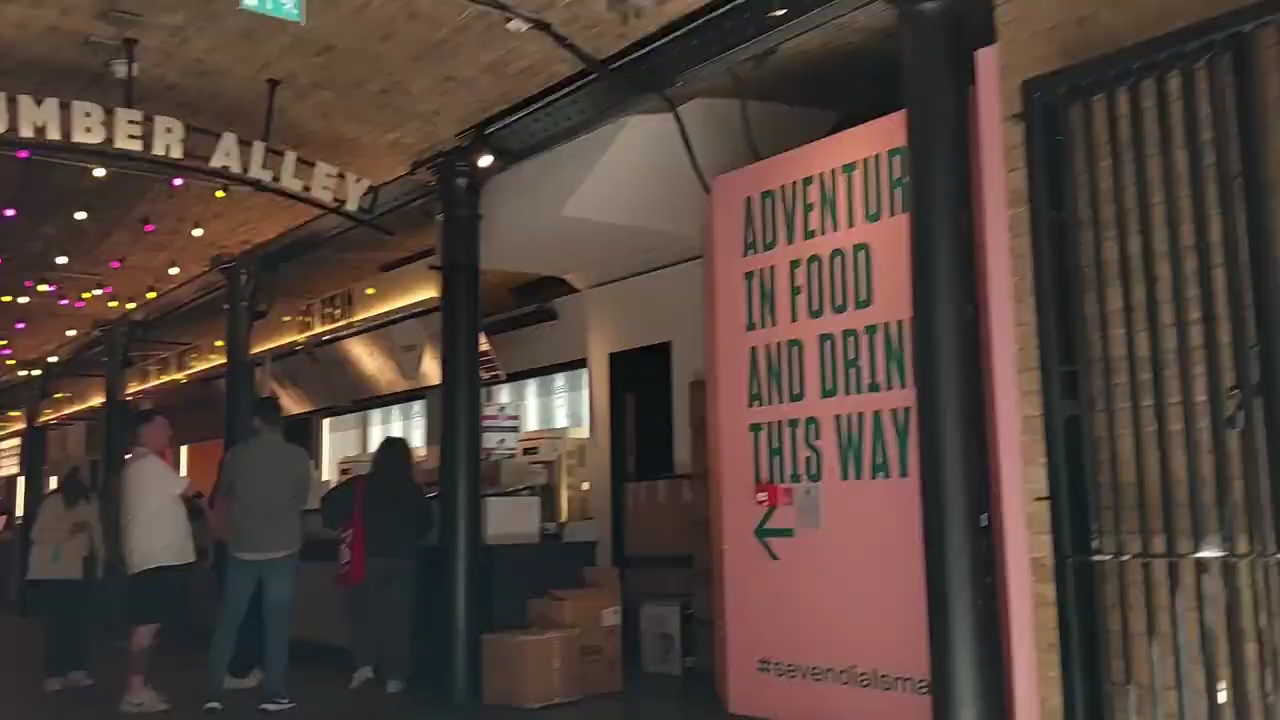 UMBER ALLEY
ADVENTUR
IN FOOD
AND DRIN
THIS WAY
#sevendialsma